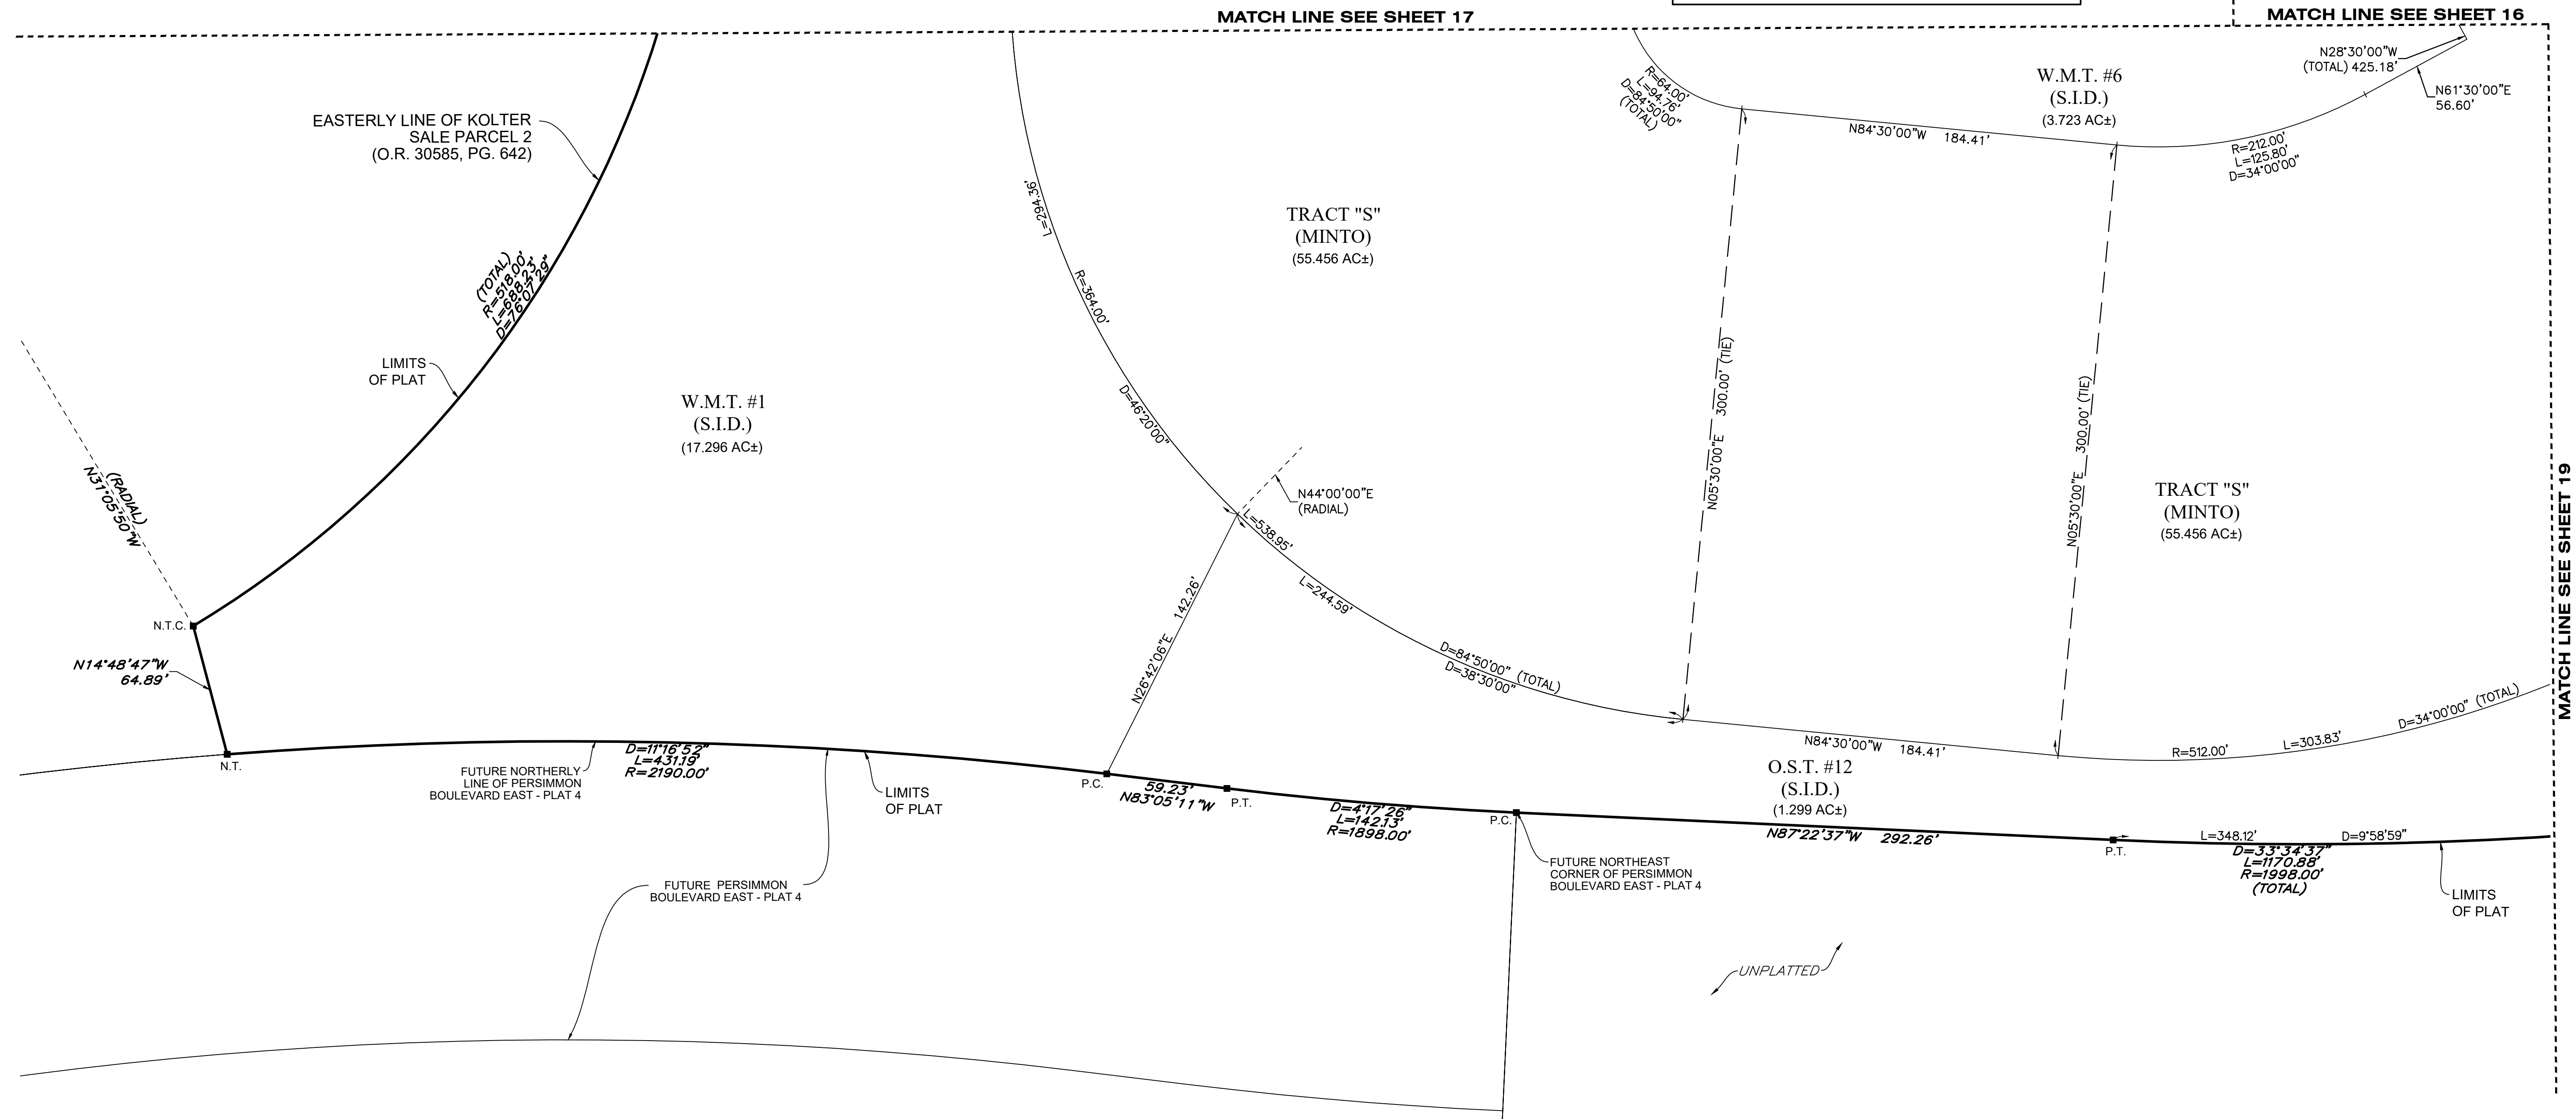 MATCH LINE SEE SHEET 17
MATCH LINE SEE SHEET 16
EASTERLY LINE OF KOLTER
SALE PARCEL 2
(O.R. 30585, PG. 642)
(TOTAL)
R=518.00'
L=688.23'
D=76°07'29"
LIMITS
OF PLAT
(RADIAL)
N31°05'50"W
N.T.C.
N14°48'47"W
64.89'
N.T.
W.M.T. #1
(S.I.D.)
(17.296 AC±)
L=294.36'
R=364.00'
D=46°20'00"
TRACT "S"
(MINTO)
(55.456 AC±)
R=64.00'
L=94.76'
D=84°50'00"
(TOTAL)
W.M.T. #6
(S.I.D.)
(3.723 AC±)
N84°30'00"W 184.41'
R=212.00'
L=125.80'
D=34°00'00"
N28°30'00"W
(TOTAL) 425.18'
N61°30'00"E
56.60'
N05°30'00"E 300.00' (TIE)
N05°30'00"E 300.00' (TIE)
TRACT "S"
(MINTO)
(55.456 AC±)
MATCH LINE SEE SHEET 19
N44°00'00"E
(RADIAL)
L=538.95'
L=244.59'
D=84°50'00" (TOTAL)
D=38°30'00"
N26°42'06"E 142.26'
N84°30'00"W 184.41'
R=512.00'
L=303.83'
D=34°00'00" (TOTAL)
O.S.T. #12
(S.I.D.)
(1.299 AC±)
D=11°16'52"
L=431.19'
R=2190.00'
FUTURE NORTHERLY
LINE OF PERSIMMON
BOULEVARD EAST - PLAT 4
LIMITS
OF PLAT
P.C.
59.23'
N83°05'11"W
P.T.
D=4°17'26"
L=142.13'
R=1898.00'
P.C.
N87°22'37"W 292.26'
P.T.
L=348.12'
D=9°58'59"
D=33°34'37"
L=1170.88'
R=1998.00'
(TOTAL)
LIMITS
OF PLAT
FUTURE NORTHEAST
CORNER OF PERSIMMON
BOULEVARD EAST - PLAT 4
FUTURE PERSIMMON
BOULEVARD EAST - PLAT 4
UNPLATTED